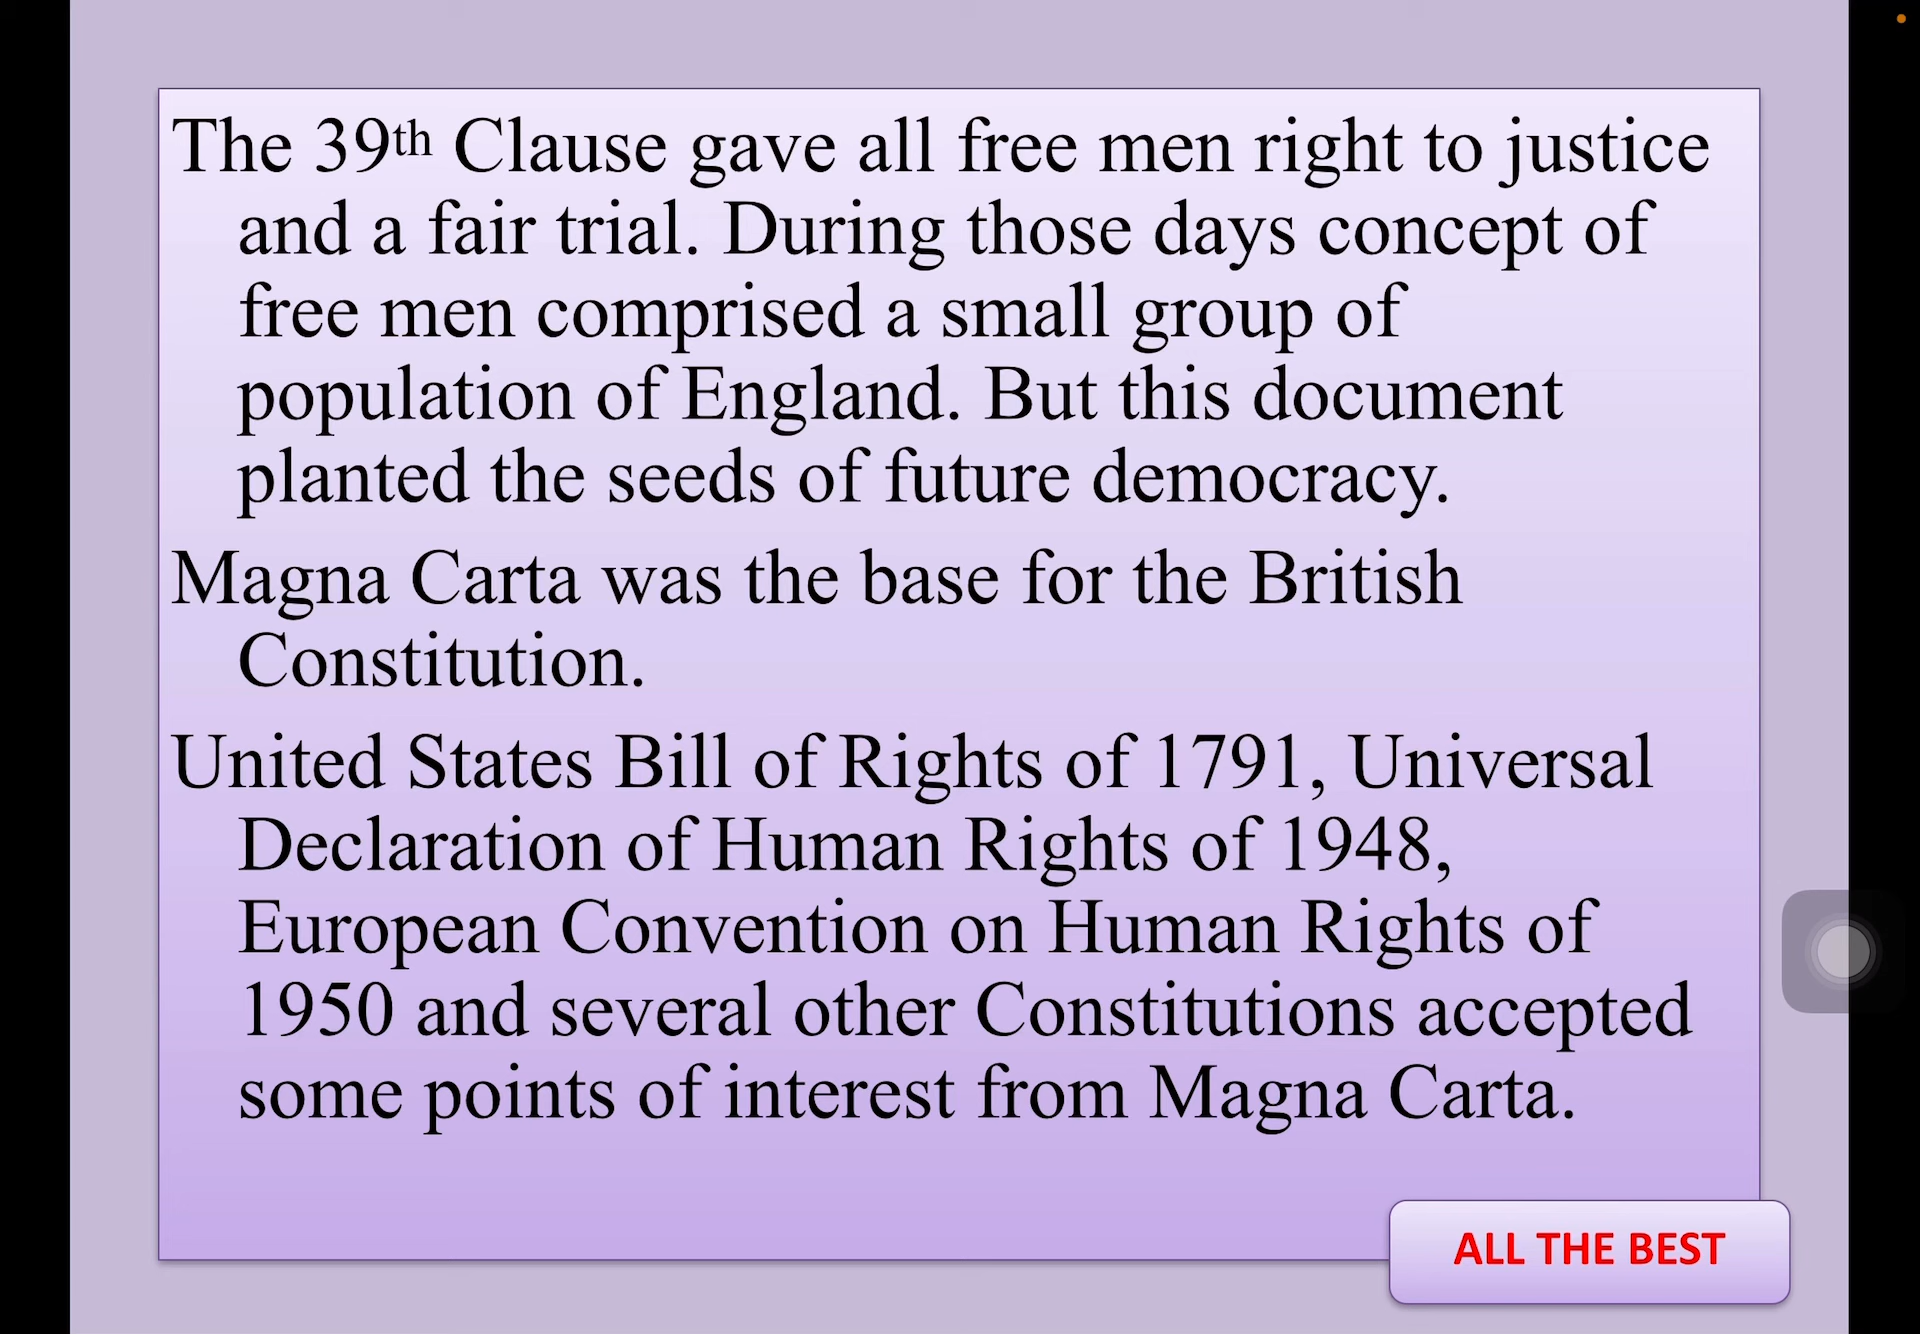 The 39th Clause gave all free men right to justice
and a fair trial. During those days concept of
free men comprised a small group of
population of England. But this document
planted the seeds of future democracy.
Magna Carta was the base for the British
Constitution.
United States Bill of Rights of 1791, Universal
Declaration of Human Rights of 1948,
European Convention on Human Rights of
1950 and several other Constitutions accepted
some points of interest from Magna Carta.
ALL THE BEST